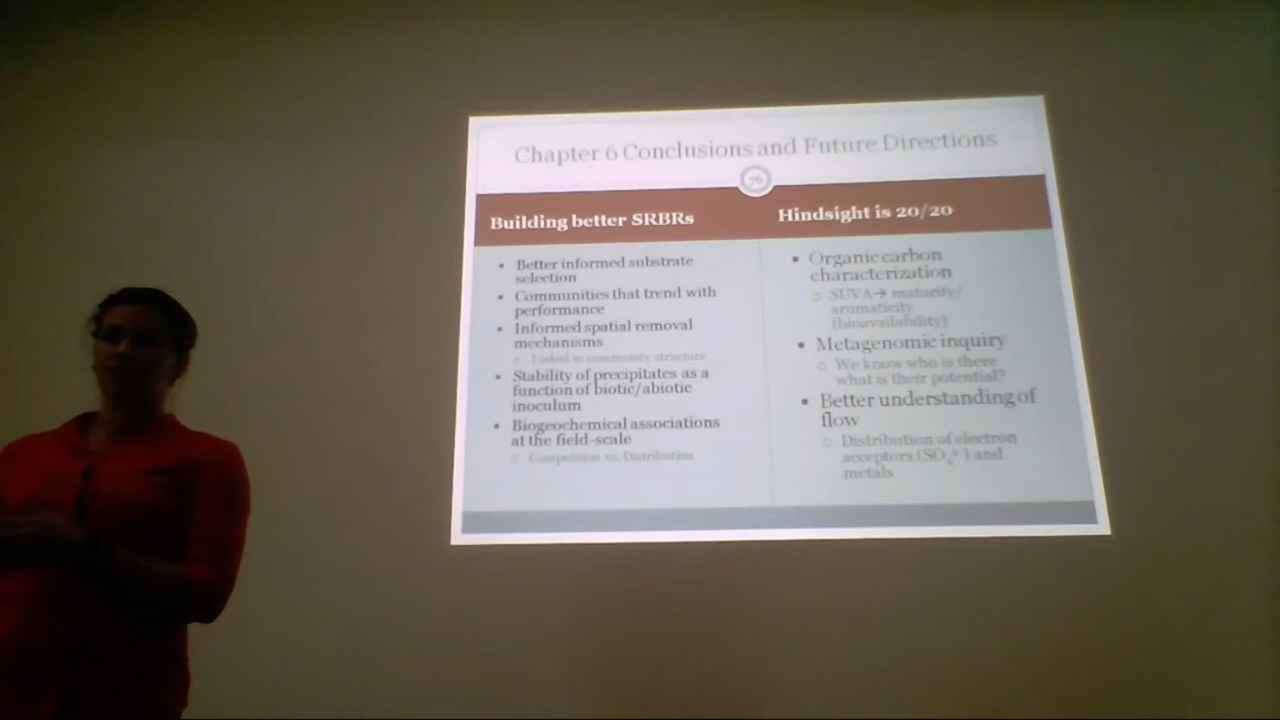 Chapter 6 Conclusions and Future Directions
76
Building better SRBRs
• Better informed substrate
selection
• Communities that trend with
performance
• Informed spatial removal
mechanisms
○ Linked to community structure
• Stability of precipitates as a
function of biotic/abiotic
inoculum
• Biogeochemical associations
at the field-scale
○ Competition vs. Distribution
Hindsight is 20/20
• Organic carbon
characterization
○ SUVA→ maturity/
aromaticity
(bioavailability)
• Metagenomic inquiry
○ We know who is there
what is their potential?
• Better understanding of
flow
○ Distribution of electron
acceptors (SO₄²⁻) and
metals